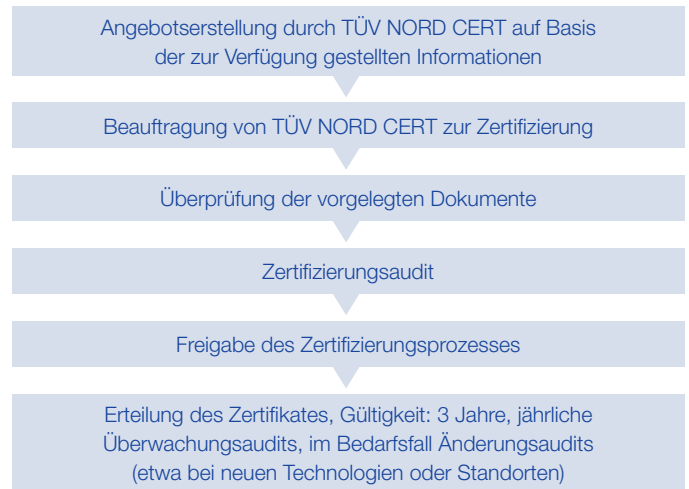 Angebotserstellung durch TÜV NORD CERT auf Basis
der zur Verfügung gestellten Informationen
Beauftragung von TÜV NORD CERT zur Zertifizierung
Überprüfung der vorgelegten Dokumente
Zertifizierungsaudit
Freigabe des Zertifizierungsprozesses
Erteilung des Zertifikates, Gültigkeit: 3 Jahre, jährliche
Überwachungsaudits, im Bedarfsfall Änderungsaudits
(etwa bei neuen Technologien oder Standorten)